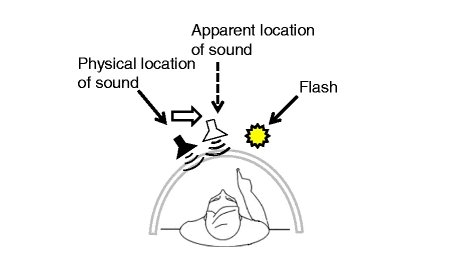 Apparent location
of sound
Physical location
of sound
Flash